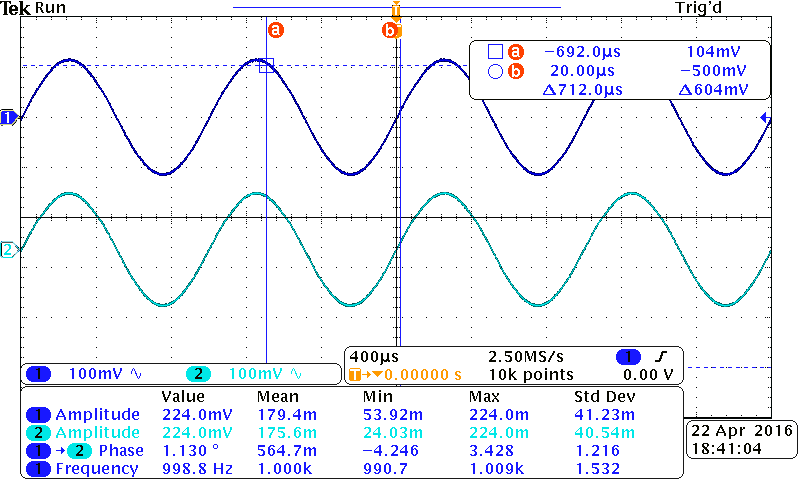 Tek Run Trig'd
T
a b
a −692.0µs 104mV
b 20.00µs −500mV
Δ712.0µs Δ604mV
1
2
1 100mV ∿ 2 100mV ∿
400µs 2.50MS/s 1 ʃ
T→▼0.00000 s 10k points 0.00 V
Value Mean Min Max Std Dev
1 Amplitude 224.0mV 179.4m 53.92m 224.0m 41.23m
2 Amplitude 224.0mV 175.6m 24.03m 224.0m 40.54m
1 → 2 Phase 1.130 ° 564.7m −4.246 3.428 1.216
1 Frequency 998.8 Hz 1.000k 990.7 1.009k 1.532
22 Apr 2016
18:41:04